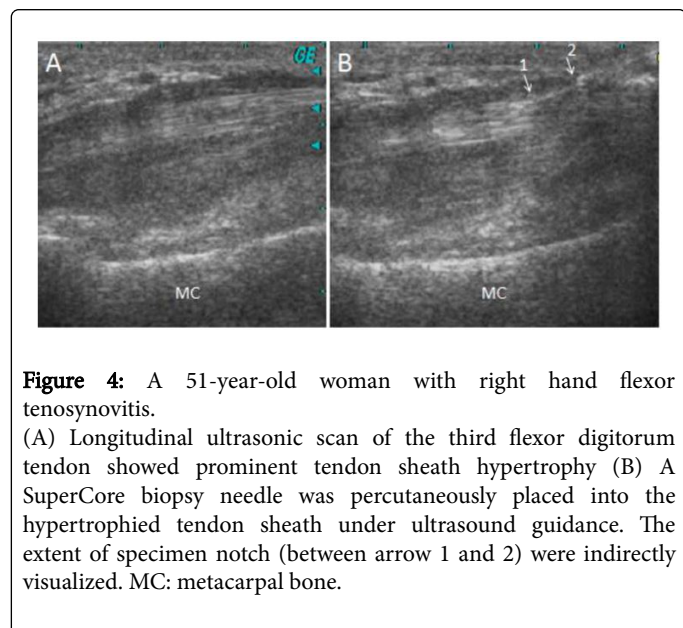 A
GE
B
1
2
MC
MC
Figure 4: A 51-year-old woman with right hand flexor
tenosynovitis.
(A) Longitudinal ultrasonic scan of the third flexor digitorum
tendon showed prominent tendon sheath hypertrophy (B) A
SuperCore biopsy needle was percutaneously placed into the
hypertrophied tendon sheath under ultrasound guidance. The
extent of specimen notch (between arrow 1 and 2) were indirectly
visualized. MC: metacarpal bone.